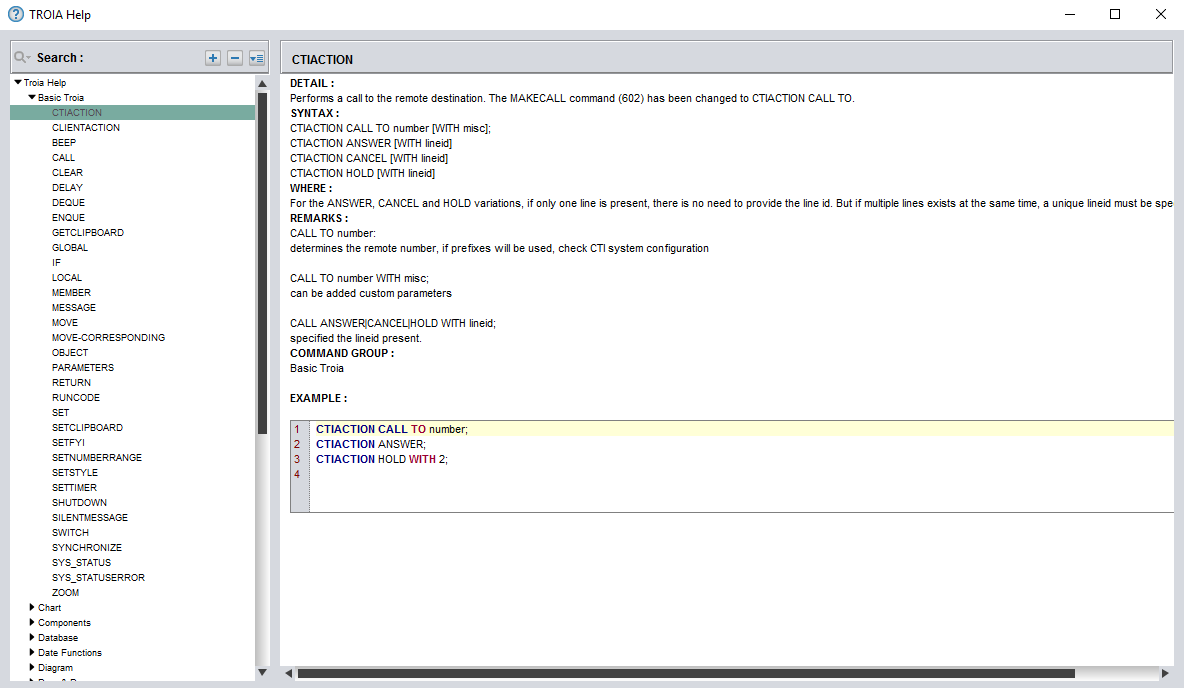 TROIA Help
Search :
Troia Help
Basic Troia
CTIACTION
CLIENTACTION
BEEP
CALL
CLEAR
DELAY
DEQUE
ENQUE
GETCLIPBOARD
GLOBAL
IF
LOCAL
MEMBER
MESSAGE
MOVE
MOVE-CORRESPONDING
OBJECT
PARAMETERS
RETURN
RUNCODE
SET
SETCLIPBOARD
SETFYI
SETNUMBERRANGE
SETSTYLE
SETTIMER
SHUTDOWN
SILENTMESSAGE
SWITCH
SYNCHRONIZE
SYS_STATUS
SYS_STATUSERROR
ZOOM
Chart
Components
Database
Date Functions
Diagram
CTIACTION
DETAIL :
Performs a call to the remote destination. The MAKECALL command (602) has been changed to CTIACTION CALL TO.
SYNTAX :
CTIACTION CALL TO number [WITH misc];
CTIACTION ANSWER [WITH lineid]
CTIACTION CANCEL [WITH lineid]
CTIACTION HOLD [WITH lineid]
WHERE :
For the ANSWER, CANCEL and HOLD variations, if only one line is present, there is no need to provide the line id. But if multiple lines exists at the same time, a unique lineid must be spe
REMARKS :
CALL TO number:
determines the remote number, if prefixes will be used, check CTI system configuration
CALL TO number WITH misc;
can be added custom parameters
CALL ANSWER|CANCEL|HOLD WITH lineid;
specified the lineid present.
COMMAND GROUP :
Basic Troia
EXAMPLE :
1 CTIACTION CALL TO number;
2 CTIACTION ANSWER;
3 CTIACTION HOLD WITH 2;
4